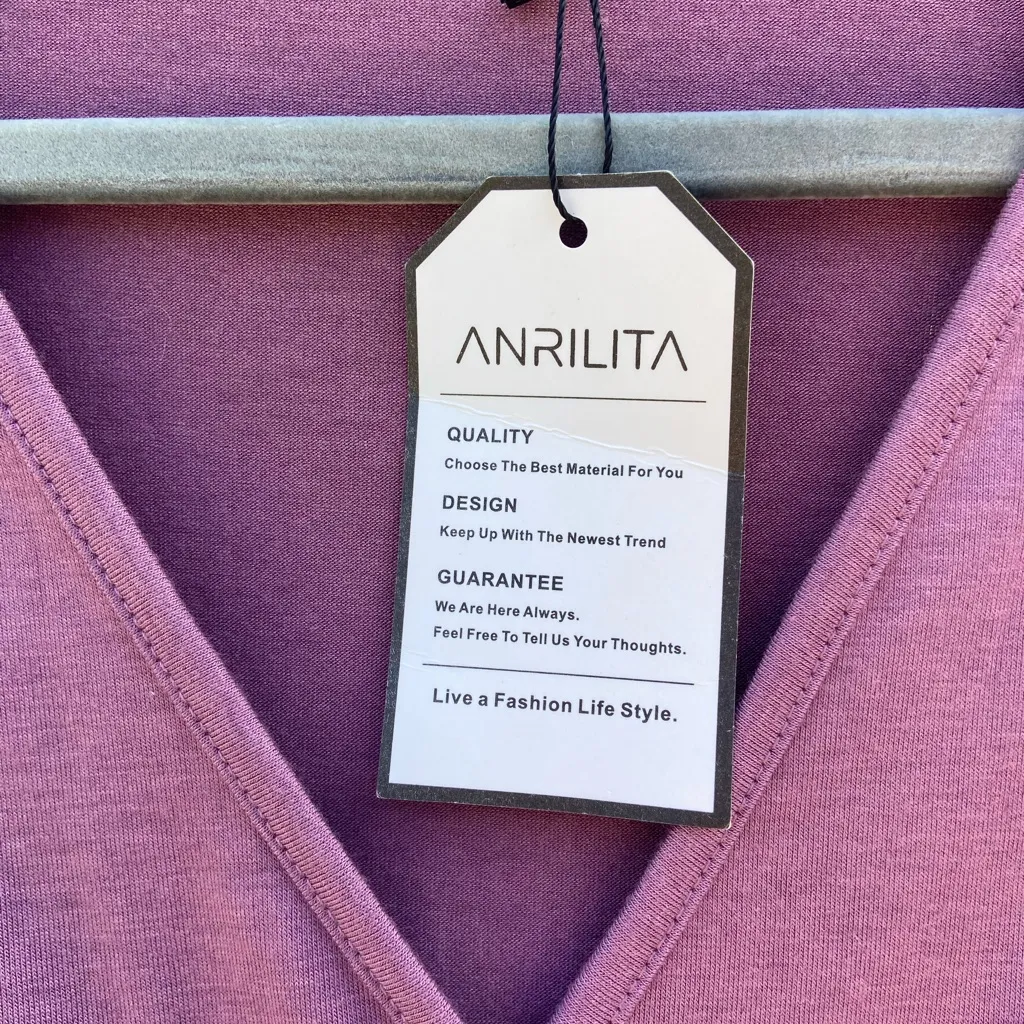 ANRILITA
QUALITY
Choose The Best Material For You
DESIGN
Keep Up With The Newest Trend
GUARANTEE
We Are Here Always.
Feel Free To Tell Us Your Thoughts.
Live a Fashion Life Style.